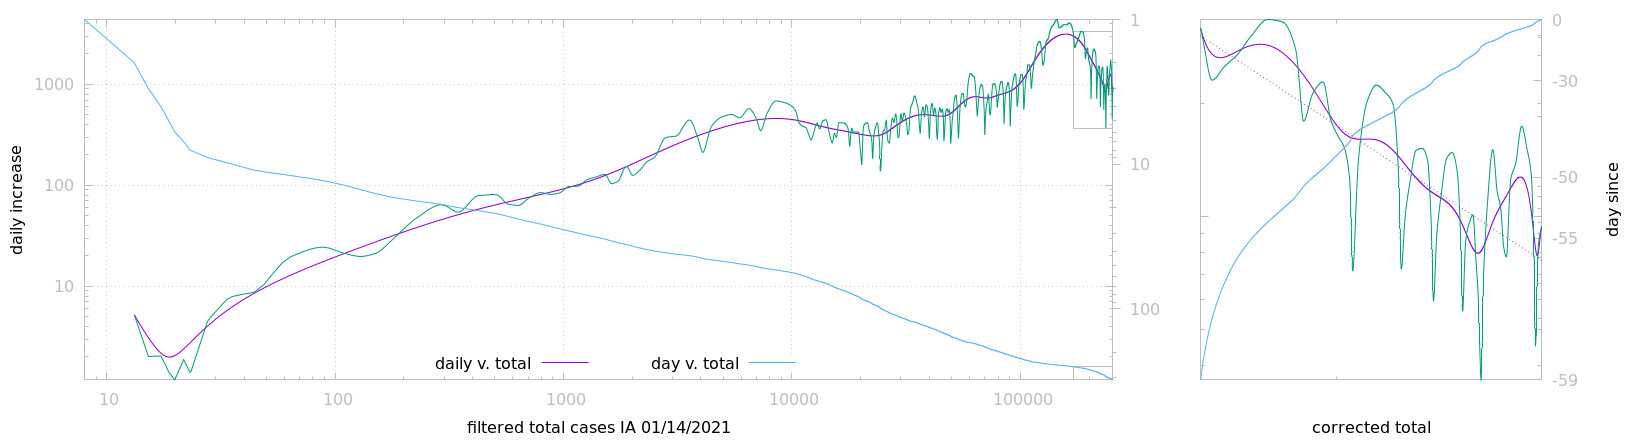 1000
100
10
daily increase
10
100
1000
10000
100000
filtered total cases IA 01/14/2021
daily v. total
day v. total
1
10
100
0
-30
-50
-55
-59
day since
corrected total